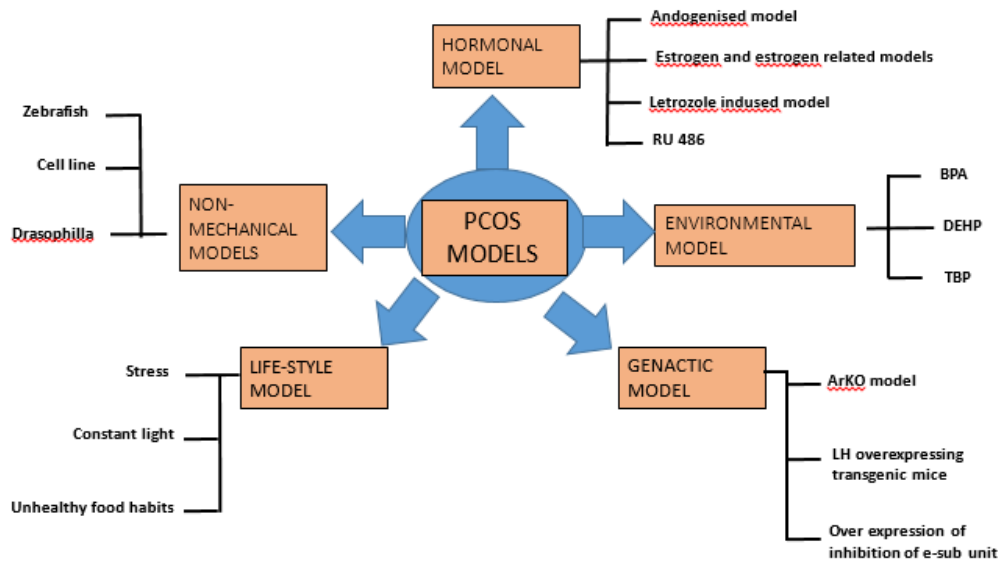 HORMONAL
MODEL
Andogenised model
Estrogen and estrogen related models
Letrozole indused model
RU 486
Zebrafish
Cell line
Drasophilla
NON-
MECHANICAL
MODELS
PCOS
MODELS
ENVIRONMENTAL
MODEL
BPA
DEHP
TBP
LIFE-STYLE
MODEL
Stress
Constant light
Unhealthy food habits
GENACTIC
MODEL
ArKO model
LH overexpressing
transgenic mice
Over expression of
inhibition of e-sub unit